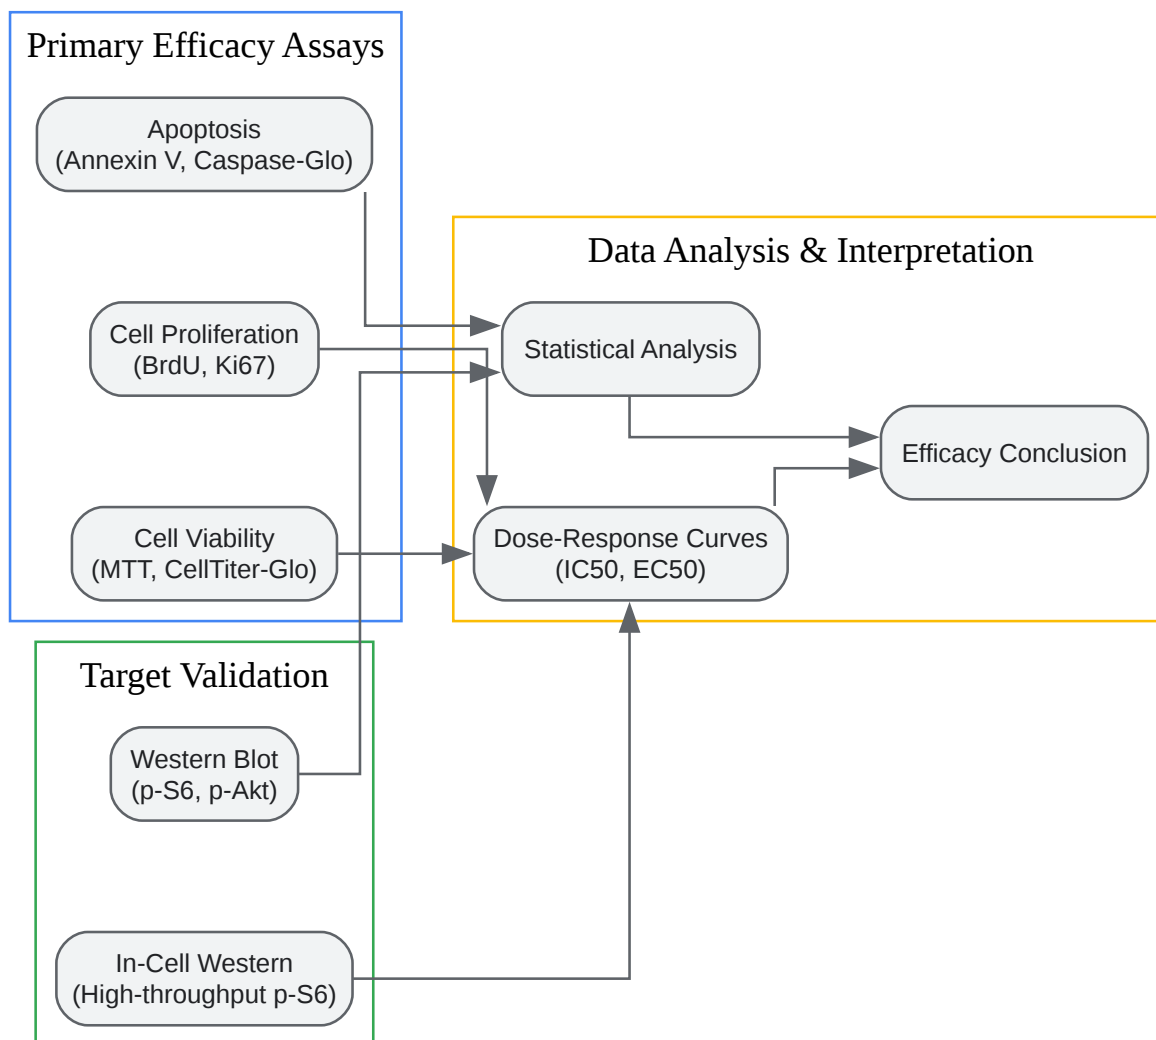 Primary Efficacy Assays
Apoptosis
(Annexin V, Caspase-Glo)
Cell Proliferation
(BrdU, Ki67)
Cell Viability
(MTT, CellTiter-Glo)
Data Analysis & Interpretation
Statistical Analysis
Efficacy Conclusion
Dose-Response Curves
(IC50, EC50)
Target Validation
Western Blot
(p-S6, p-Akt)
In-Cell Western
(High-throughput p-S6)